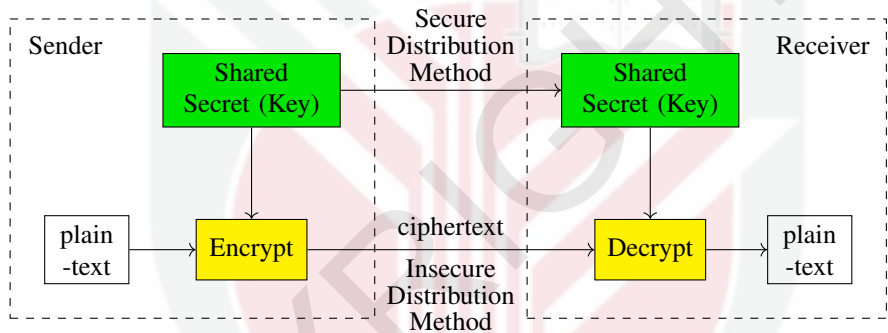 Sender
Secure
Distribution
Method
Receiver
Shared
Secret (Key)
Shared
Secret (Key)
plain
-text
Encrypt
ciphertext
Insecure
Distribution
Method
Decrypt
plain
-text